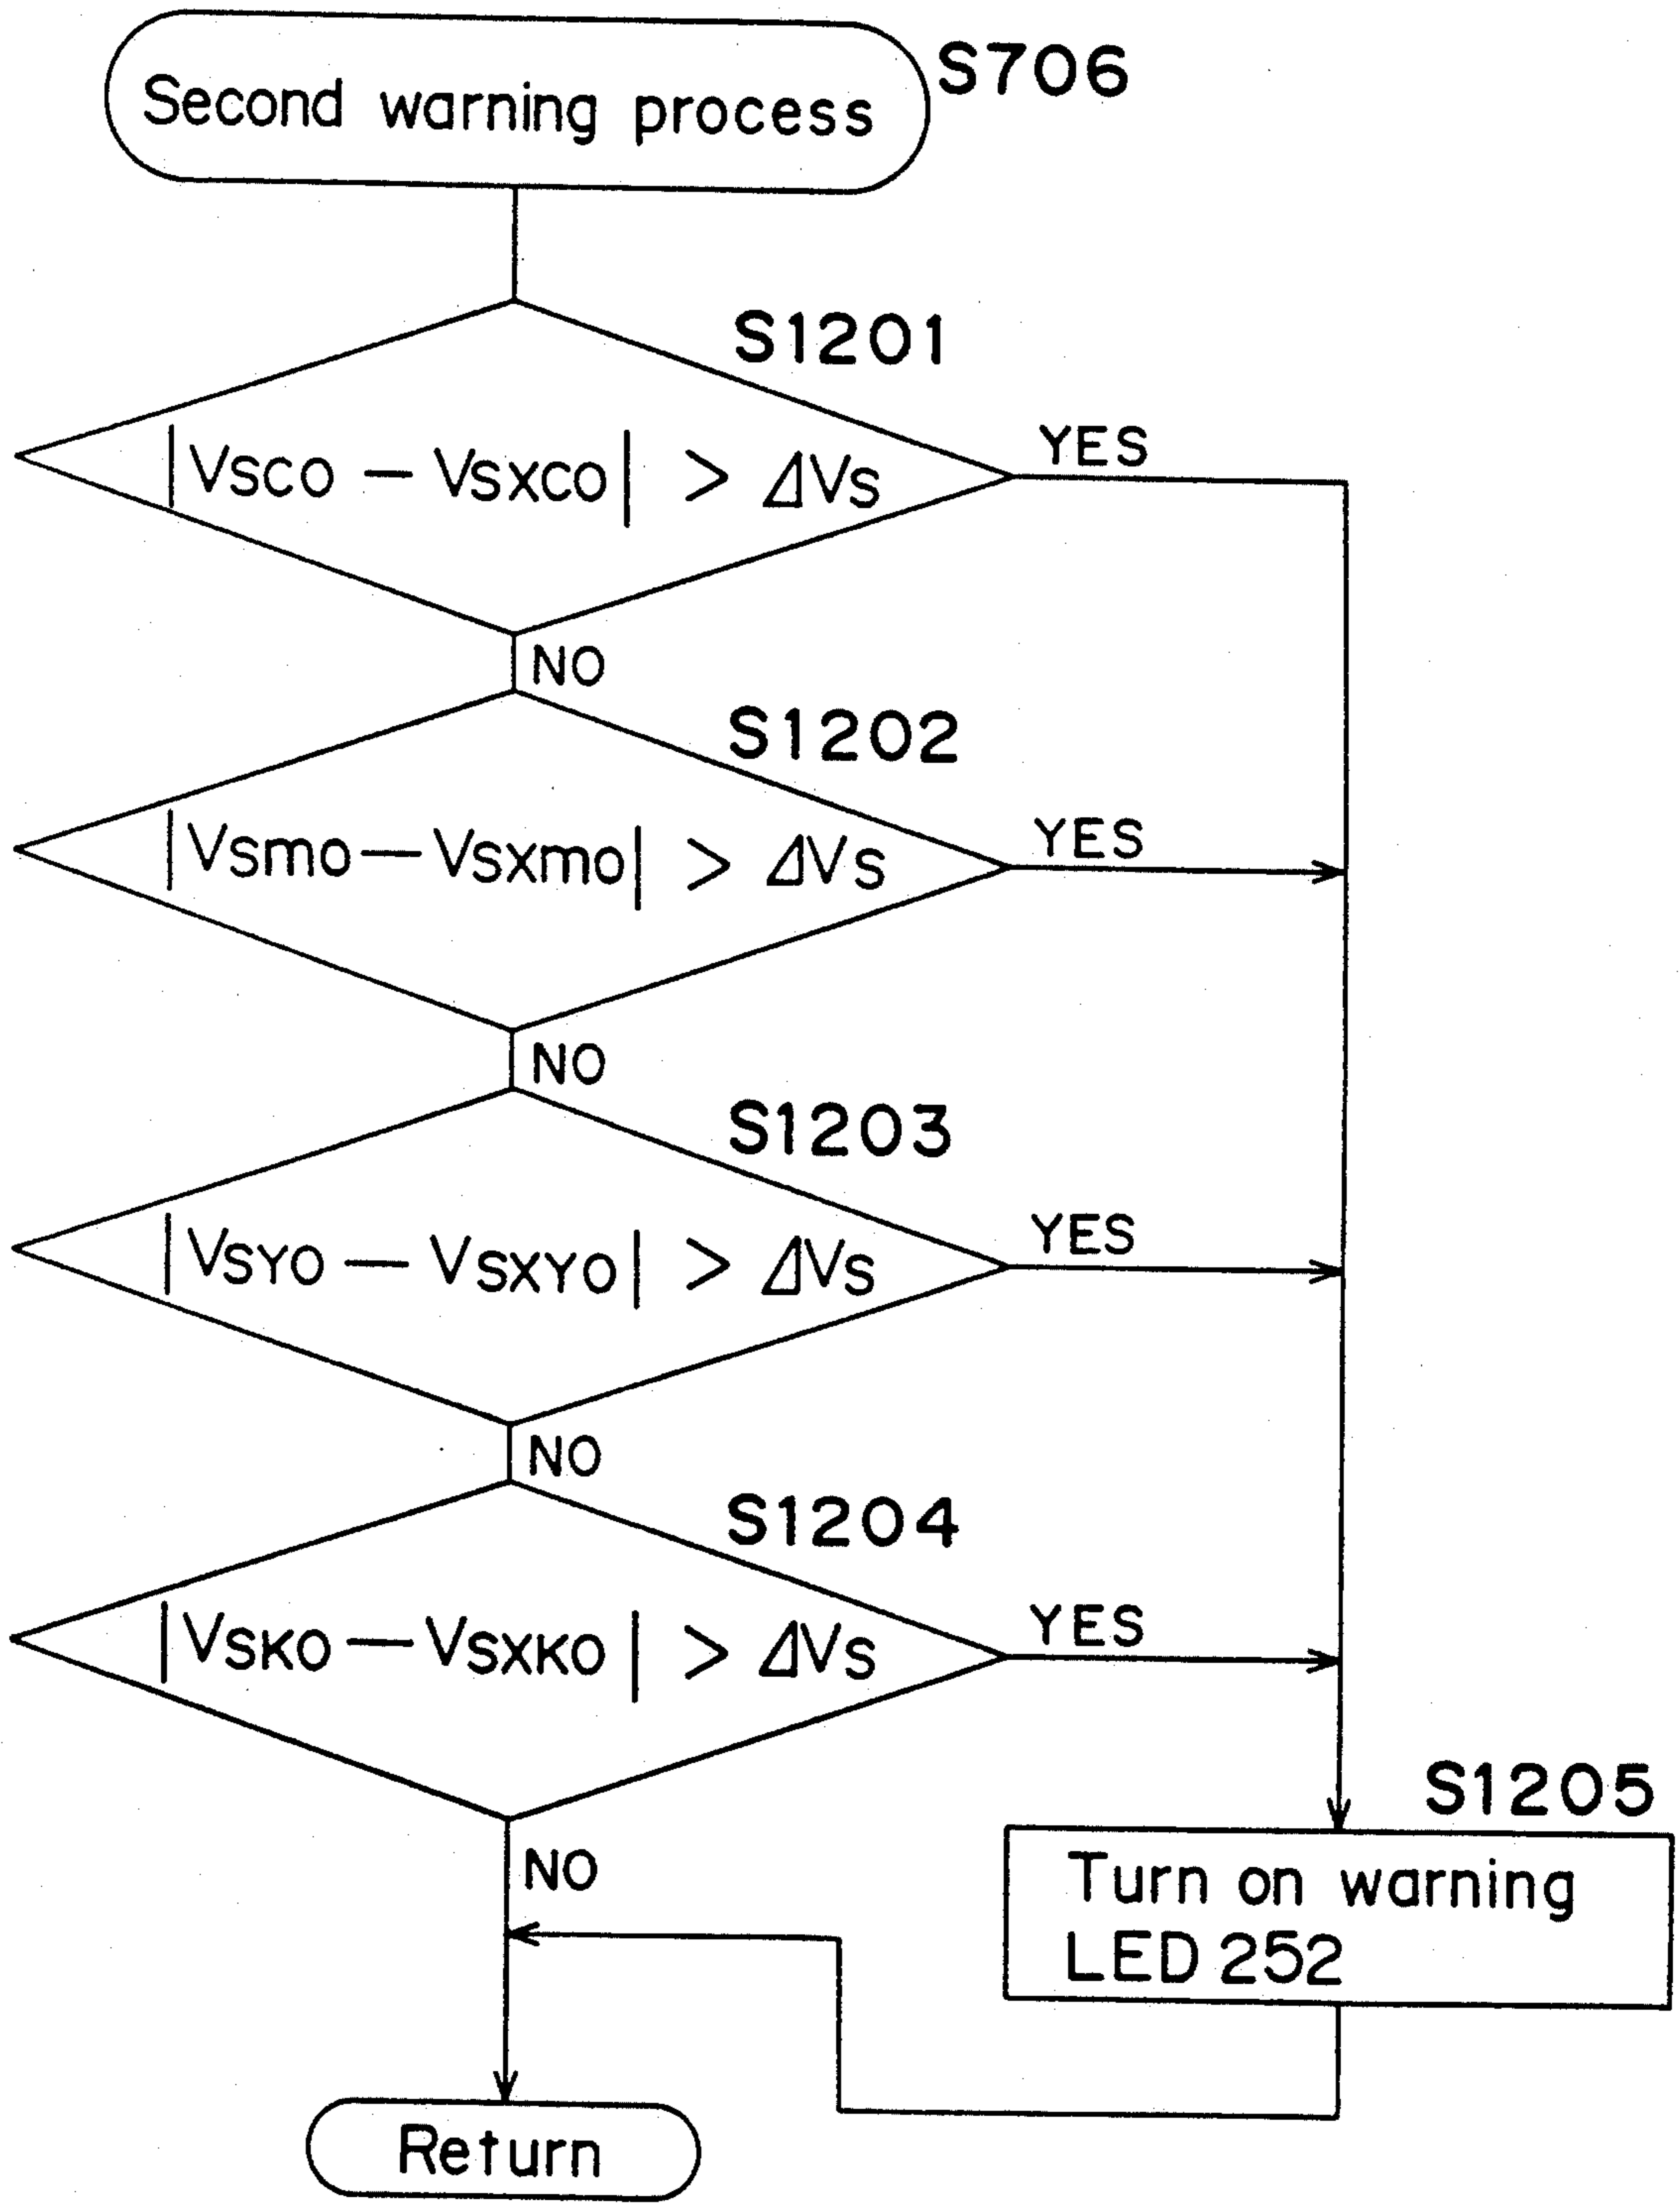 Second warning process
S706
S1201
|VSCO − VSXCO| > ΔVS
YES
NO
S1202
|VSmo − VSXmo| > ΔVS
YES
NO
S1203
|VSYO − VSXYO| > ΔVS
YES
NO
S1204
|VSKO − VSXKO| > ΔVS
YES
NO
S1205
Turn on warning
LED 252
Return